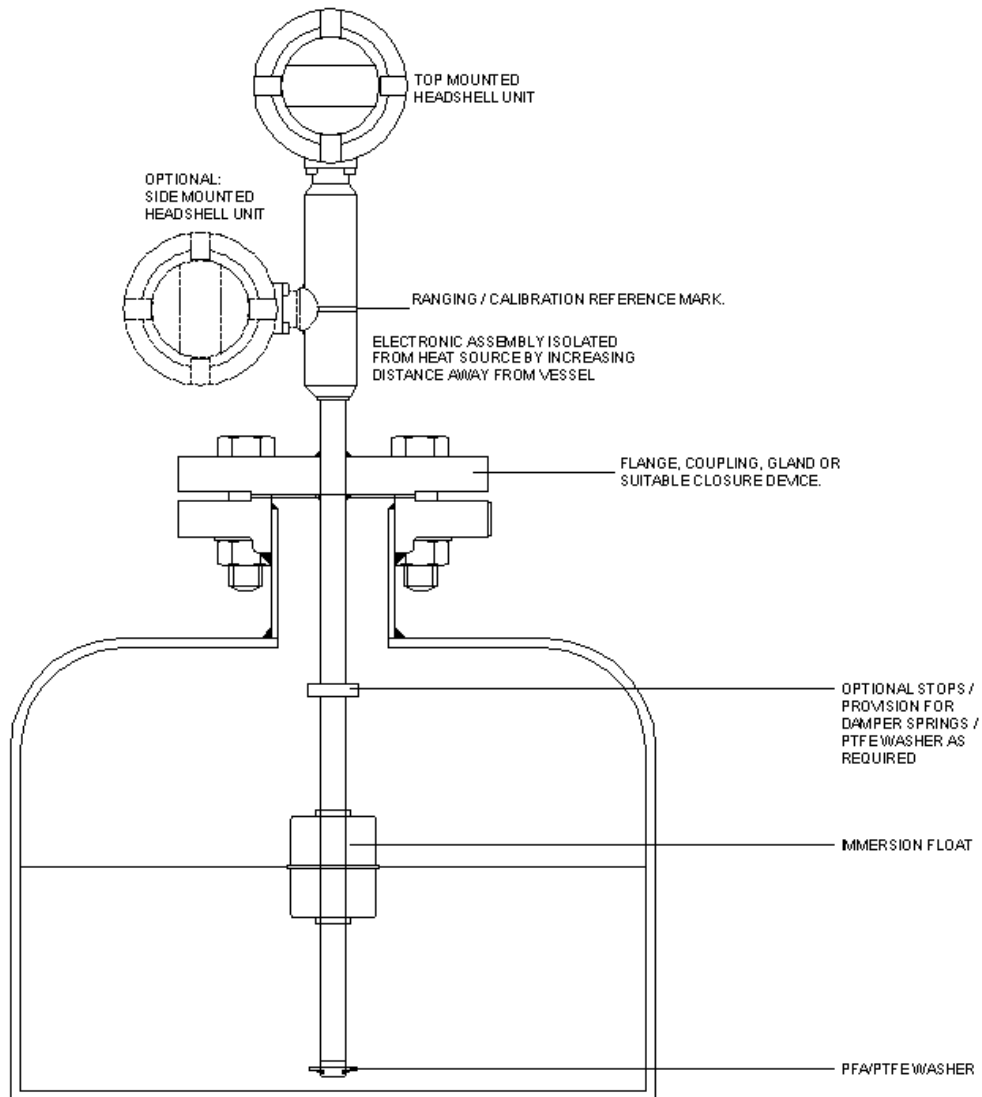 TOP MOUNTED
HEADSHELL UNIT
OPTIONAL:
SIDE MOUNTED
HEADSHELL UNIT
RANGING / CALIBRATION REFERENCE MARK.
ELECTRONIC ASSEMBLY ISOLATED
FROM HEAT SOURCE BY INCREASING
DISTANCE AWAY FROM VESSEL
FLANGE, COUPLING, GLAND OR
SUITABLE CLOSURE DEVICE.
OPTIONAL STOPS /
PROVISION FOR
DAMPER SPRINGS /
PTFE WASHER AS
REQUIRED
IMMERSION FLOAT
PFA/PTFE WASHER